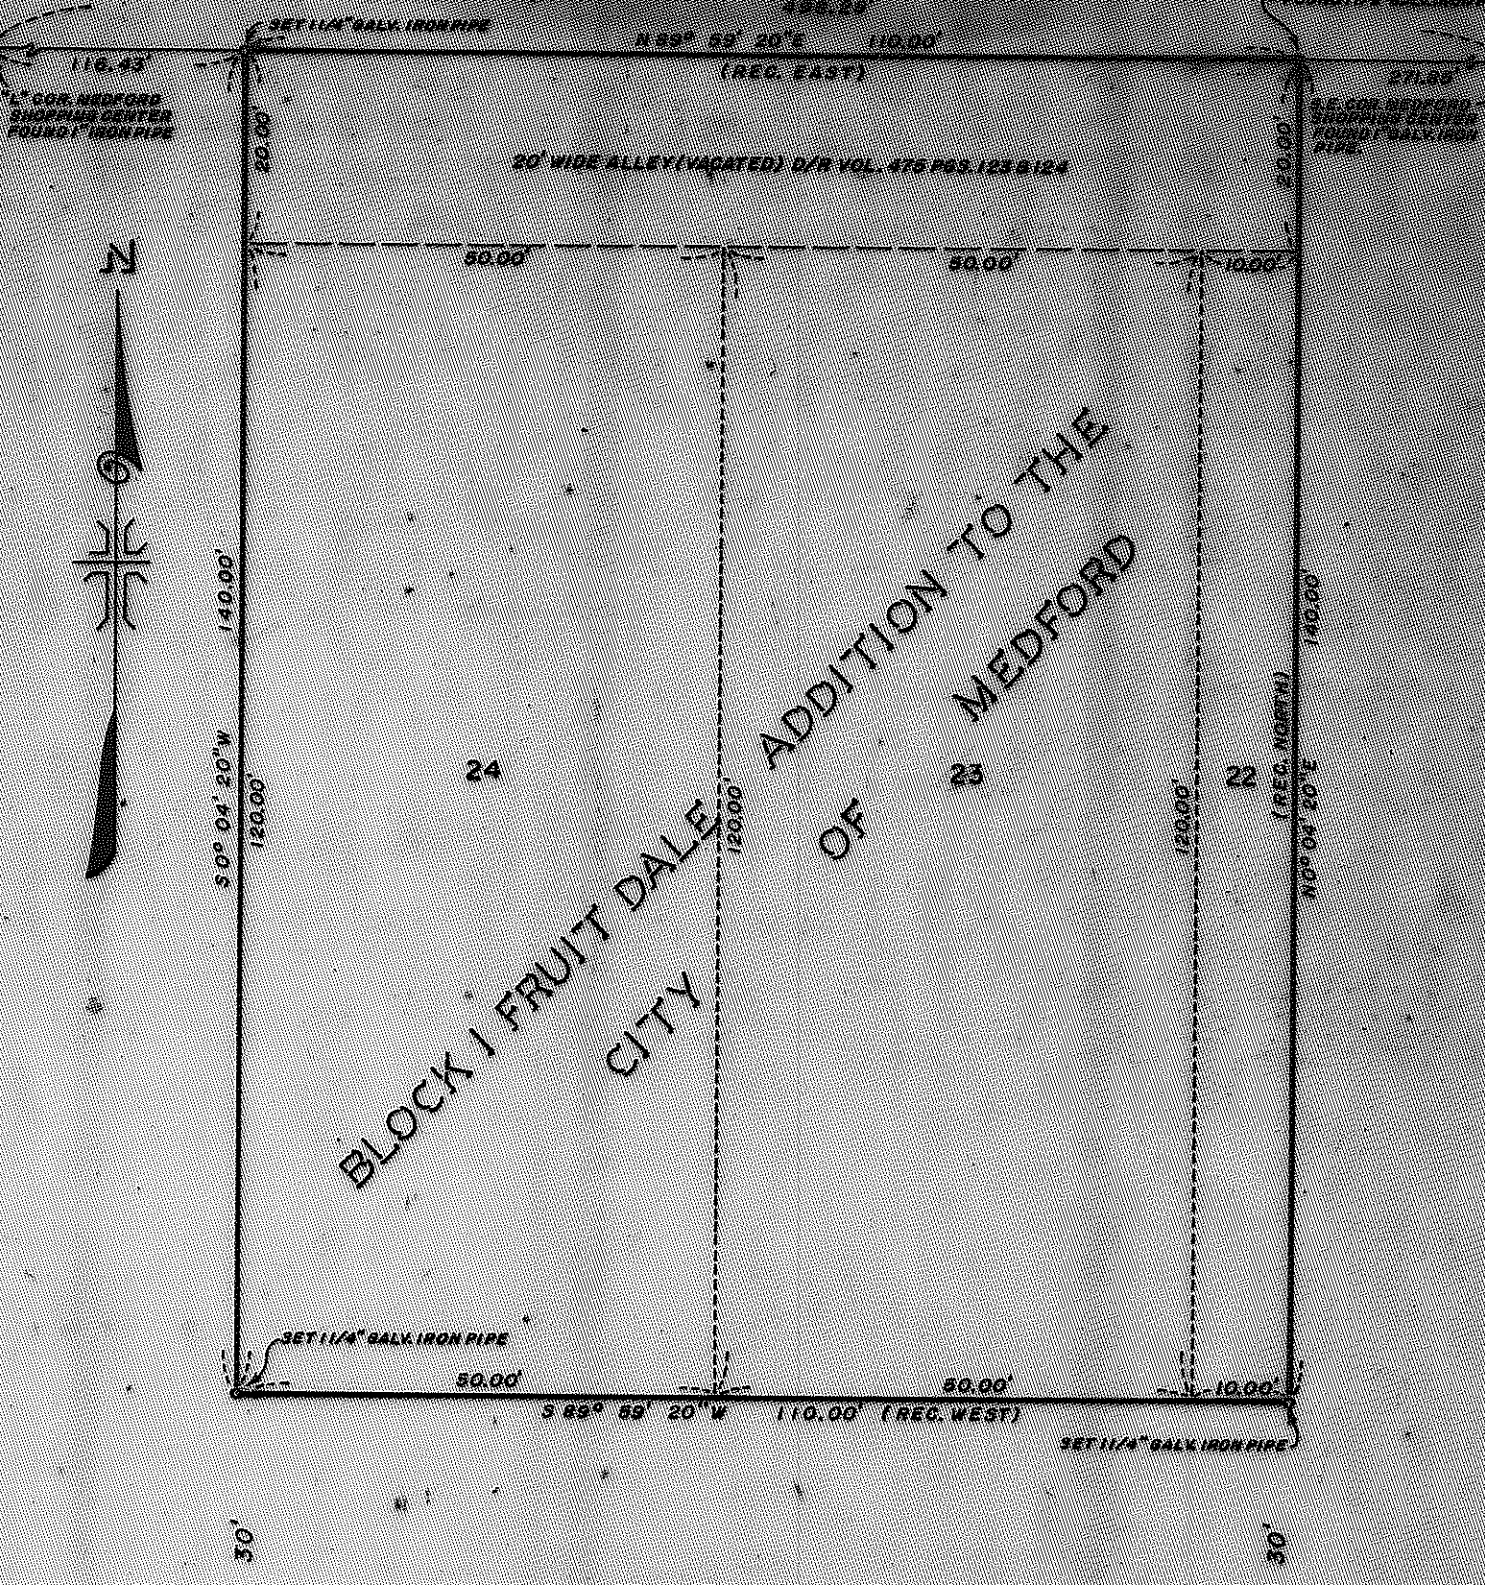 SET 1 1/4" GALV. IRON PIPE
N 89° 59' 20"E 110.00'
(REC. EAST)
116.43'
"L" COR. MEDFORD
SHOPPING CENTER
FOUND 1" IRON PIPE
S.E. COR. MEDFORD
SHOPPING CENTER
FOUND 1" GALV. IRON
PIPE.
20.00'
20.00'
20' WIDE ALLEY (VACATED) D/R VOL. 475 PGS. 123 & 124
N
50.00'
50.00'
10.00'
140.00'
S 0° 04' 20"W
120.00'
24
120.00'
23
120.00'
22
(REC. NORTH)
140.00'
N 0° 04' 20"E
BLOCK 1 FRUIT DALE ADDITION TO THE
CITY OF MEDFORD
SET 1 1/4" GALV. IRON PIPE
50.00'
50.00'
10.00'
S 89° 59' 20"W 110.00' (REC. WEST)
SET 1 1/4" GALV. IRON PIPE
30'
30'